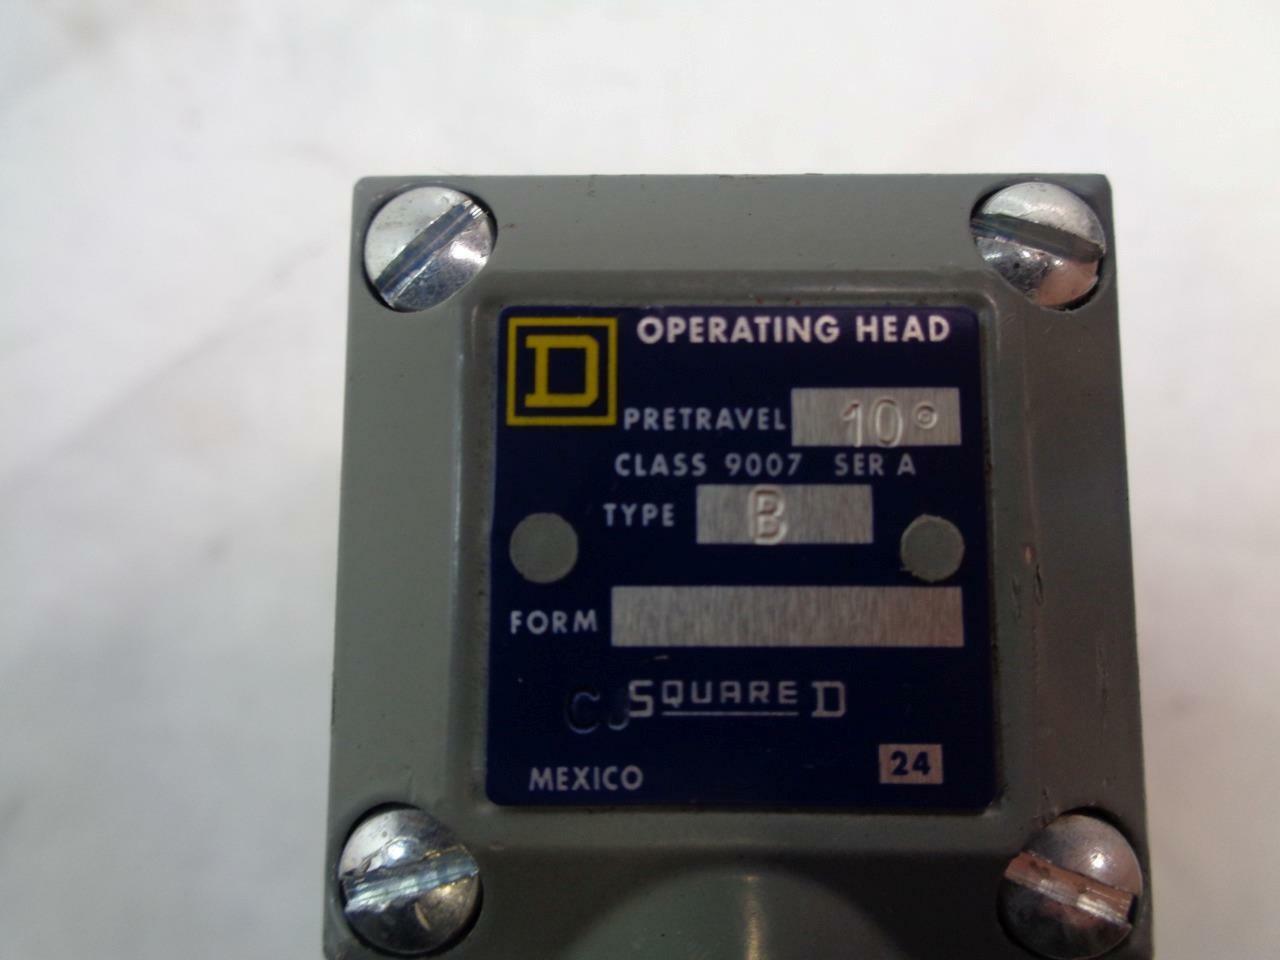 D
OPERATING HEAD
PRETRAVEL 10°
CLASS 9007 SER A
TYPE B
FORM
SQUARE D
MEXICO 24